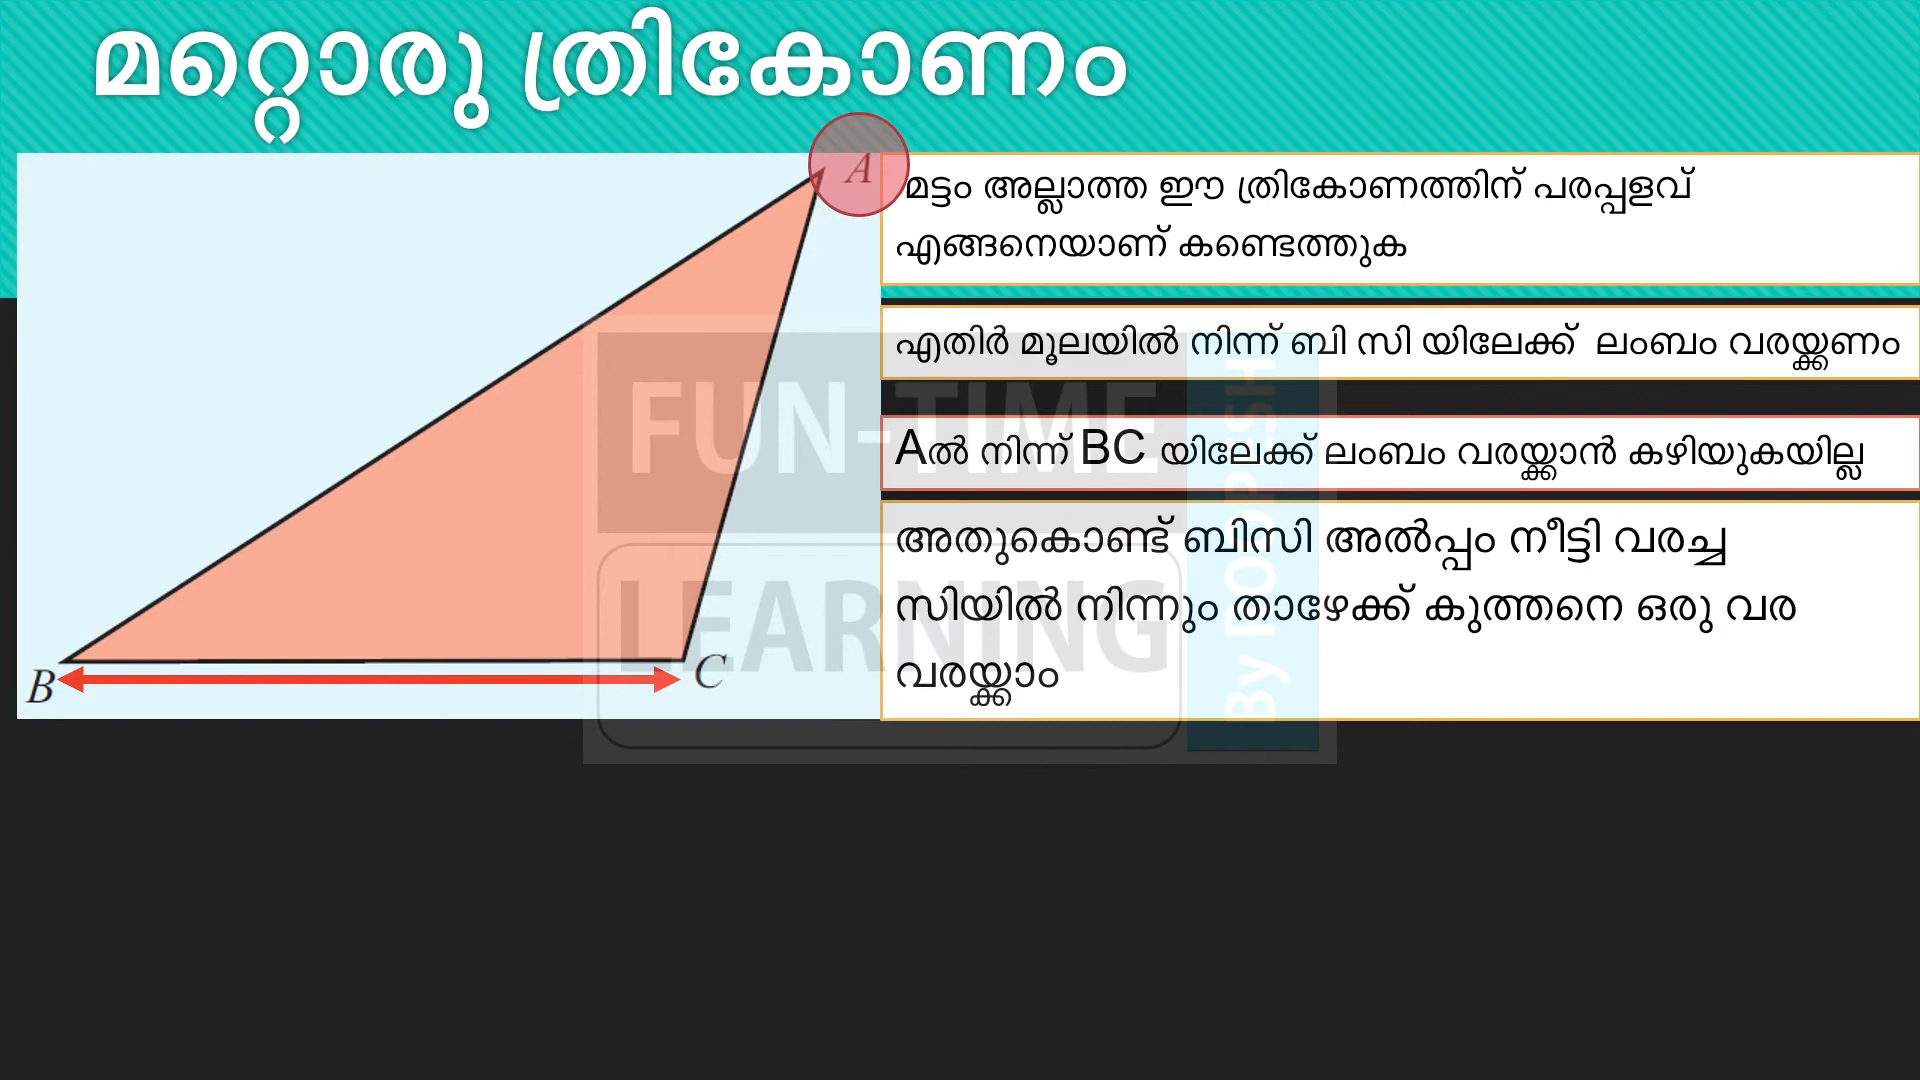 മറ്റൊരു ത്രികോണം
A
B
C
മട്ടം അല്ലാത്ത ഈ ത്രികോണത്തിന് പരപ്പളവ്
എങ്ങനെയാണ് കണ്ടെത്തുക
എതിർ മൂലയിൽ നിന്ന് ബി സി യിലേക്ക് ലംബം വരയ്ക്കണം
Aൽ നിന്ന് BC യിലേക്ക് ലംബം വരയ്ക്കാൻ കഴിയുകയില്ല
അതുകൊണ്ട് ബിസി അൽപ്പം നീട്ടി വരച്ച
സിയിൽ നിന്നും താഴേക്ക് കുത്തനെ ഒരു വര
വരയ്ക്കാം
FUN-TIME
LEARNING